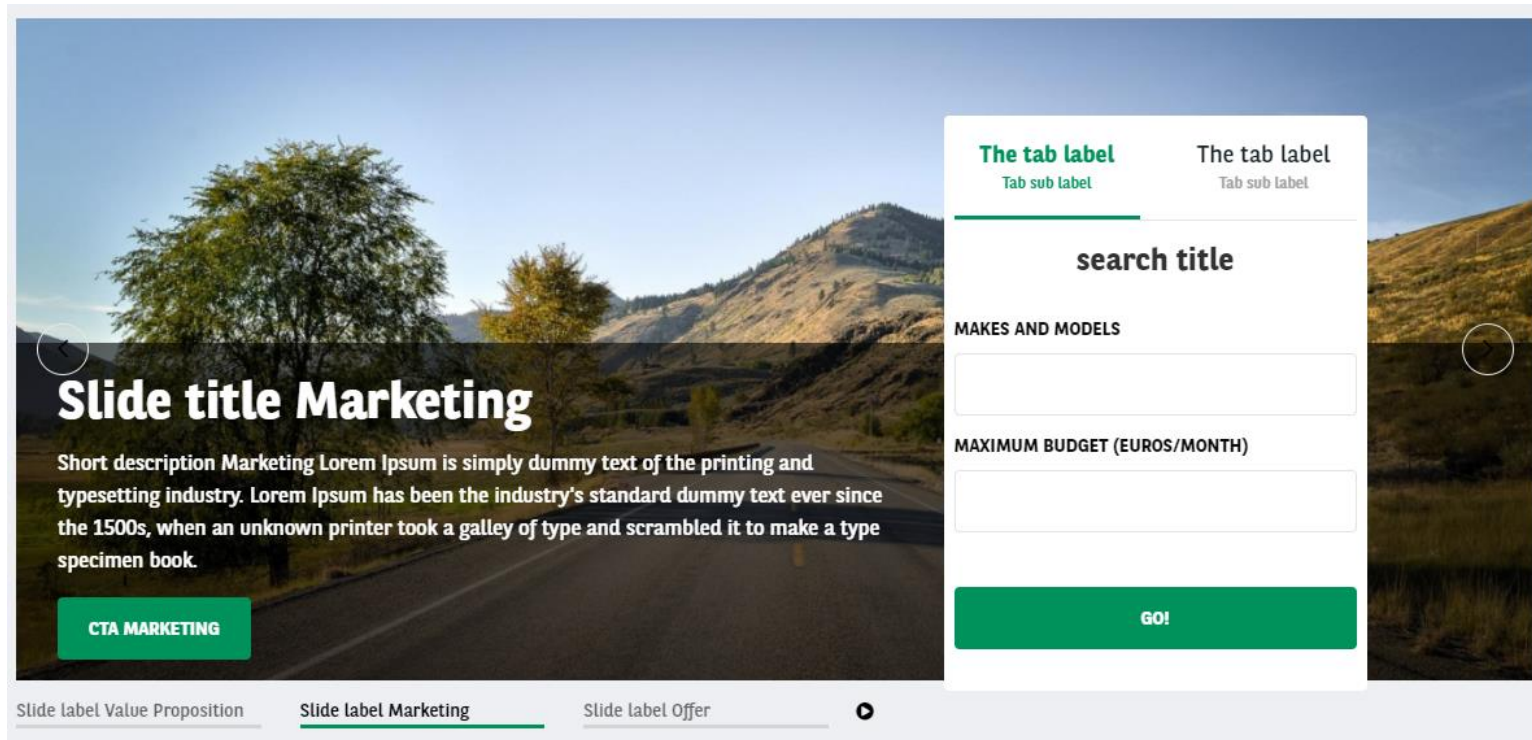 The tab label
Tab sub label
The tab label
Tab sub label
search title
MAKES AND MODELS
MAXIMUM BUDGET (EUROS/MONTH)
GO!
Slide title Marketing
Short description Marketing Lorem Ipsum is simply dummy text of the printing and
typesetting industry. Lorem Ipsum has been the industry's standard dummy text ever since
the 1500s, when an unknown printer took a galley of type and scrambled it to make a type
specimen book.
CTA MARKETING
Slide label Value Proposition
Slide label Marketing
Slide label Offer